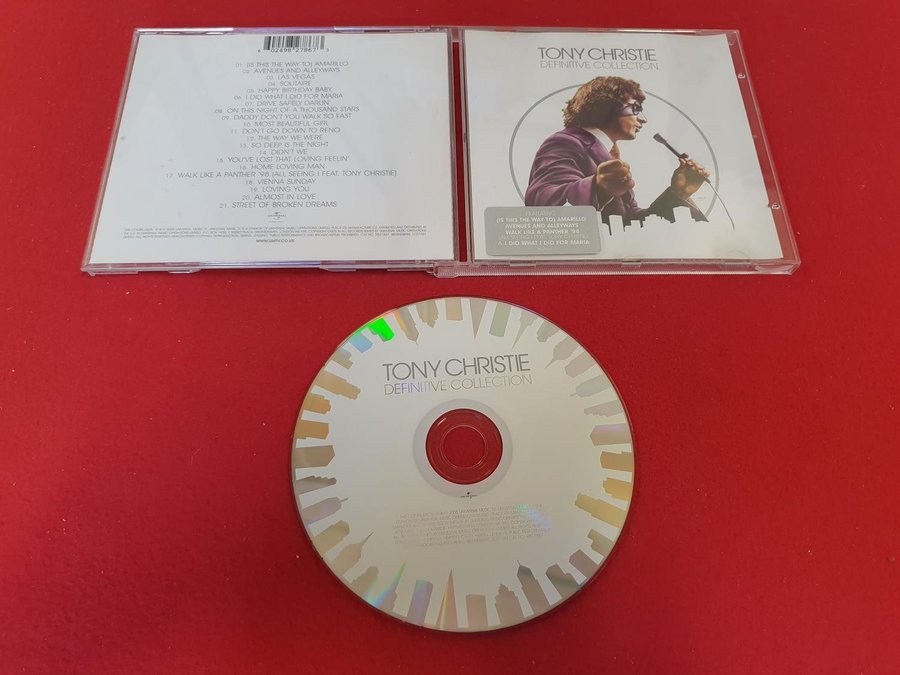 6 02498 27867 3
01. (IS THIS THE WAY TO) AMARILLO
02. AVENUES AND ALLEYWAYS
03. LAS VEGAS
04. SOLITAIRE
05. HAPPY BIRTHDAY BABY
06. I DID WHAT I DID FOR MARIA
07. DRIVE SAFELY DARLIN'
08. ON THIS NIGHT OF A THOUSAND STARS
09. DADDY DON'T YOU WALK SO FAST
10. MOST BEAUTIFUL GIRL
11. DON'T GO DOWN TO RENO
12. THE WAY WE WERE
13. SO DEEP IS THE NIGHT
14. DIDN'T WE
15. YOU'VE LOST THAT LOVING FEELIN'
16. HOME LOVING MAN
17. WALK LIKE A PANTHER '98 (ALL SEEING I FEAT. TONY CHRISTIE)
18. VIENNA SUNDAY
19. LOVING YOU
20. ALMOST IN LOVE
21. STREET OF BROKEN DREAMS
www.umtv.co.uk
TONY CHRISTIE
DEFINITIVE COLLECTION
FEATURING
(IS THIS THE WAY TO) AMARILLO
AVENUES AND ALLEYWAYS
WALK LIKE A PANTHER '98
& I DID WHAT I DID FOR MARIA
TONY CHRISTIE
DEFINITIVE COLLECTION